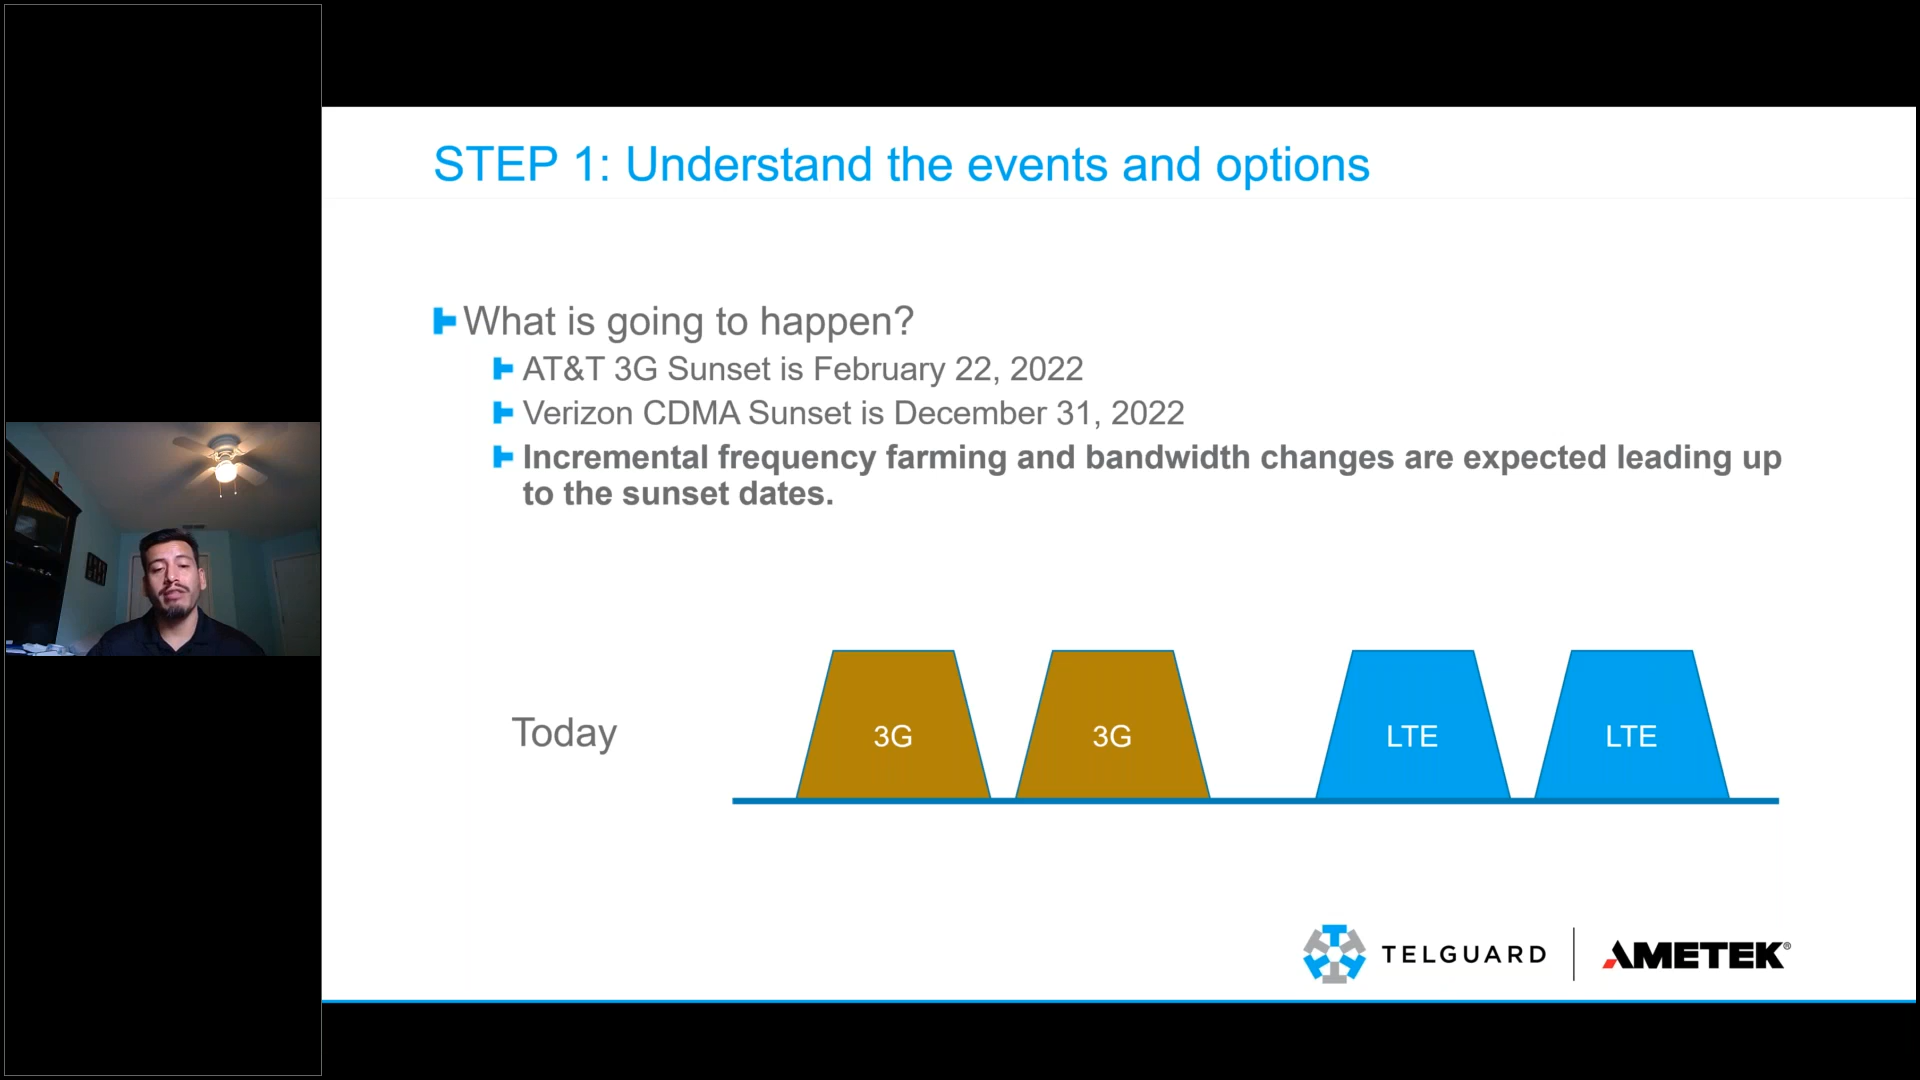 STEP 1: Understand the events and options
What is going to happen?
AT&T 3G Sunset is February 22, 2022
Verizon CDMA Sunset is December 31, 2022
Incremental frequency farming and bandwidth changes are expected leading up
to the sunset dates.
Today
3G
3G
LTE
LTE
TELGUARD
AMETEK®